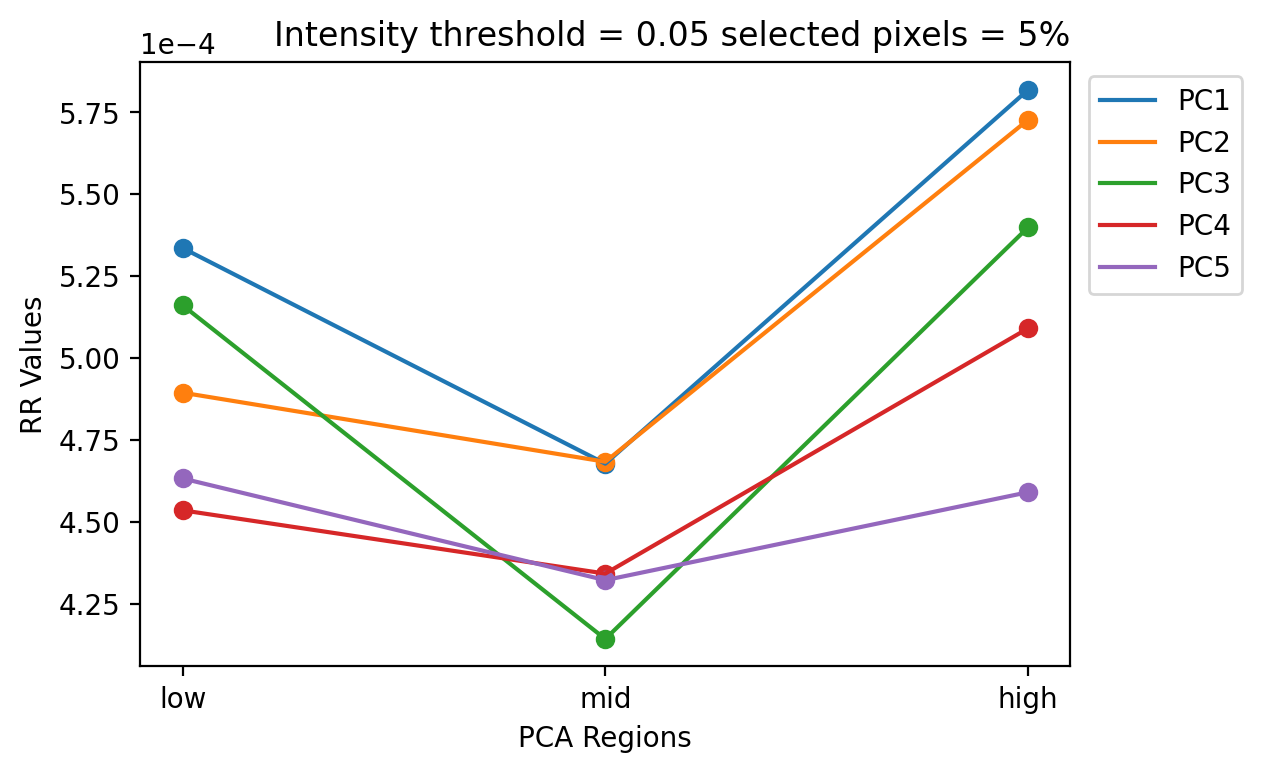 Intensity threshold = 0.05 selected pixels = 5%
1e−4
5.75
5.50
5.25
5.00
4.75
4.50
4.25
RR Values
low
mid
high
PCA Regions
PC1
PC2
PC3
PC4
PC5